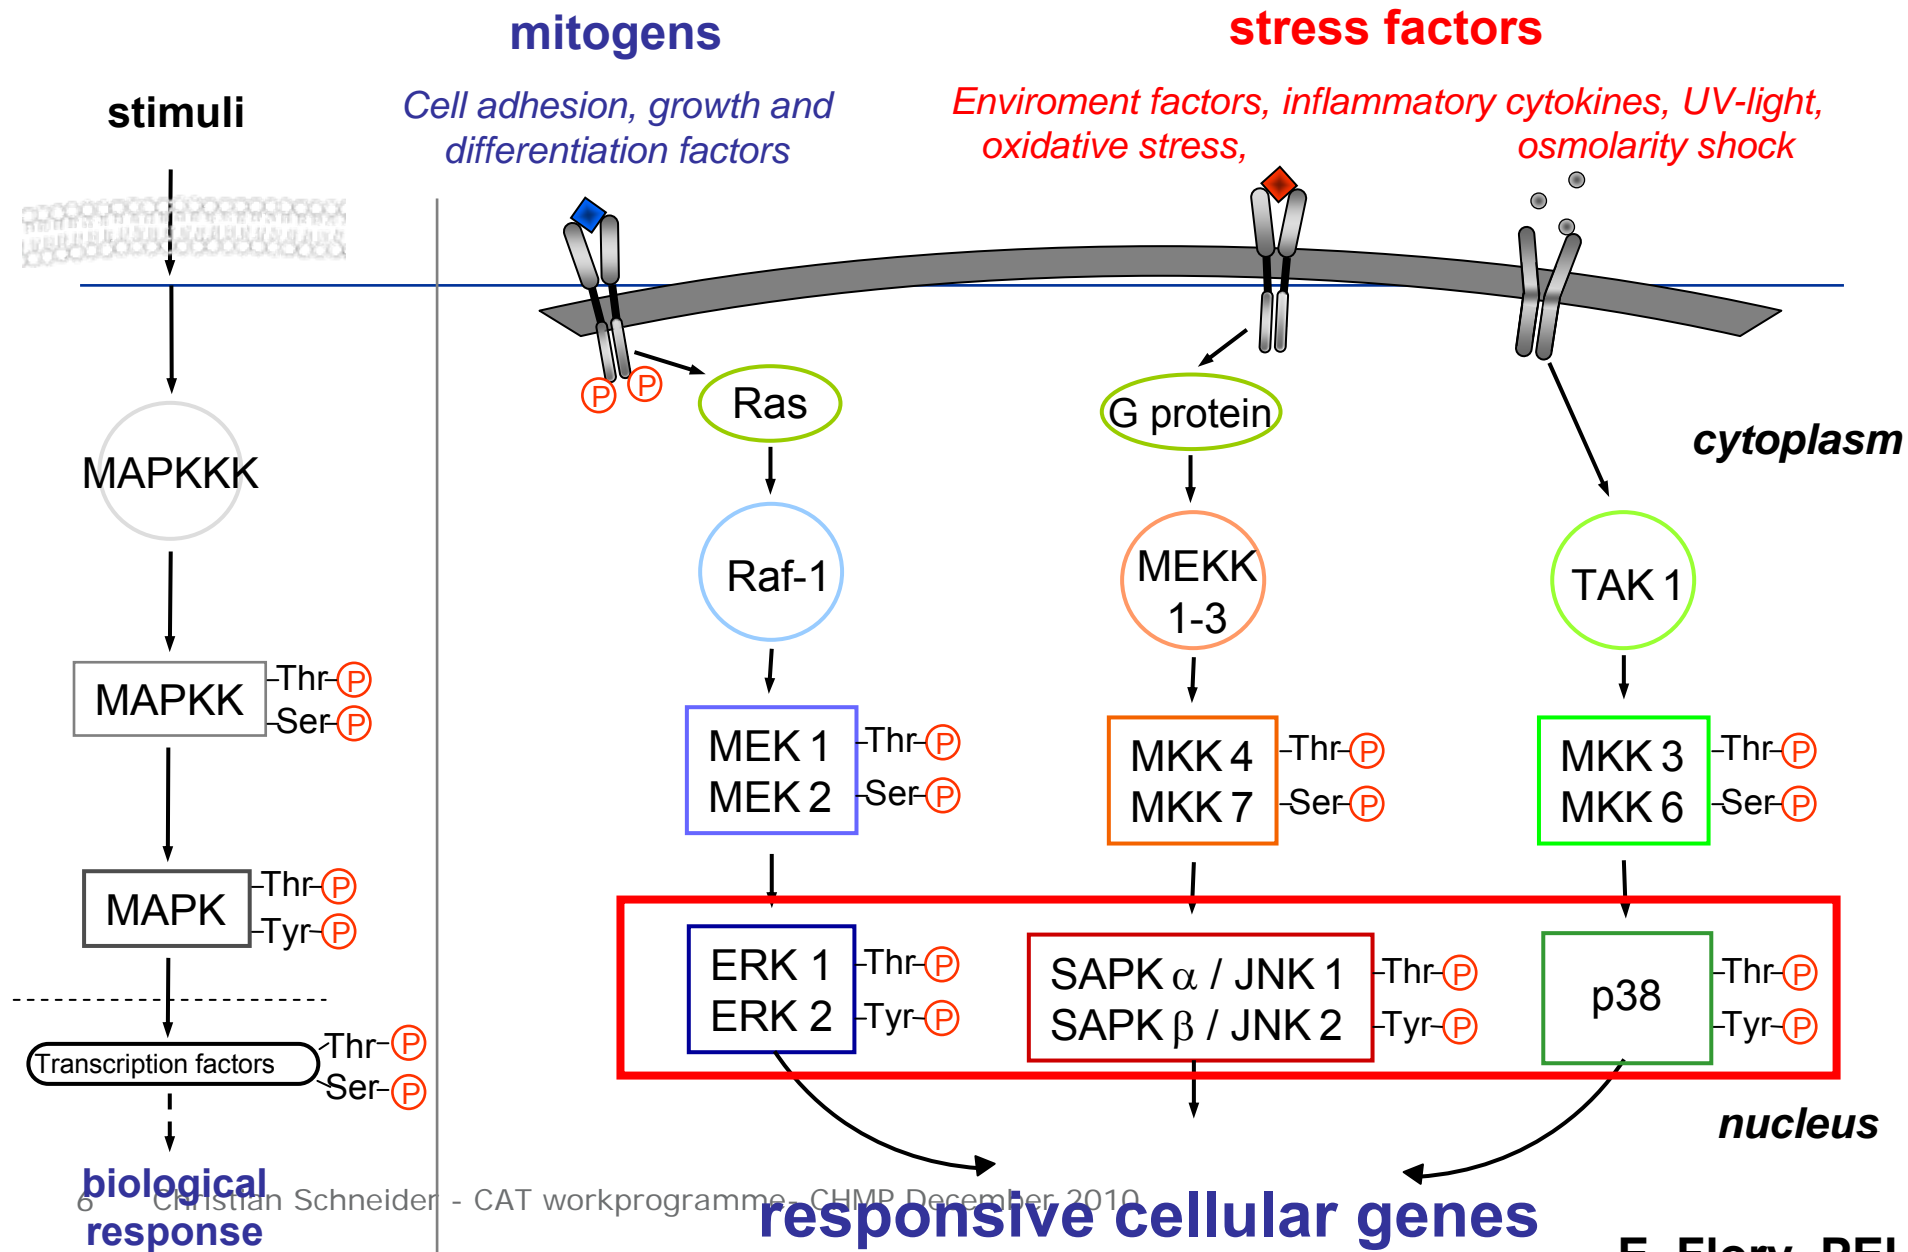 mitogens
stress factors
stimuli
Cell adhesion, growth and
differentiation factors
Enviroment factors, inflammatory cytokines, UV-light,
oxidative stress, osmolarity shock
P P
Ras
G protein
cytoplasm
MAPKKK
Raf-1
MEKK
1-3
TAK 1
MAPKK
Thr P
Ser P
MEK 1
MEK 2
Thr P
Ser P
MKK 4
MKK 7
Thr P
Ser P
MKK 3
MKK 6
Thr P
Ser P
MAPK
Thr P
Tyr P
ERK 1
ERK 2
Thr P
Tyr P
SAPK α / JNK 1
SAPK β / JNK 2
Thr P
Tyr P
p38
Thr P
Tyr P
Transcription factors
Thr P
Ser P
nucleus
biological
response
6 Christian Schneider - CAT workprogramme- CHMP December 2010
responsive cellular genes